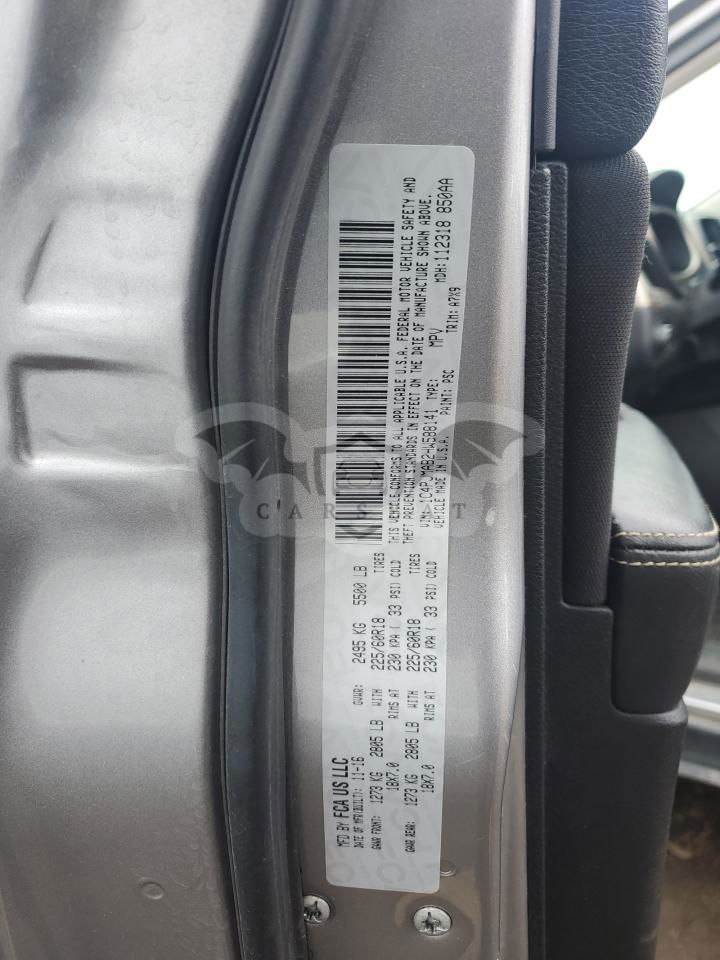 MFD BY FCA US LLC
DATE OF MFR(BUILT): 11-16 GVWR: 2495 KG 5500 LB
GAWR FRONT: 1273 KG 2805 LB WITH 225/60R18 TIRES
18X7.0 RIMS AT 230 KPA ( 33 PSI) COLD
GAWR REAR: 1273 KG 2805 LB WITH 225/60R18 TIRES
18X7.0 RIMS AT 230 KPA ( 33 PSI) COLD
THIS VEHICLE CONFORMS TO ALL APPLICABLE U.S.A. FEDERAL MOTOR VEHICLE SAFETY AND
THEFT PREVENTION STANDARDS IN EFFECT ON THE DATE OF MANUFACTURE SHOWN ABOVE.
VIN: TYPE: MPV MDH:112318 850AA
VEHICLE MADE IN U.S.A. PAINT: PSC TRIM: A7X9
CARS AT